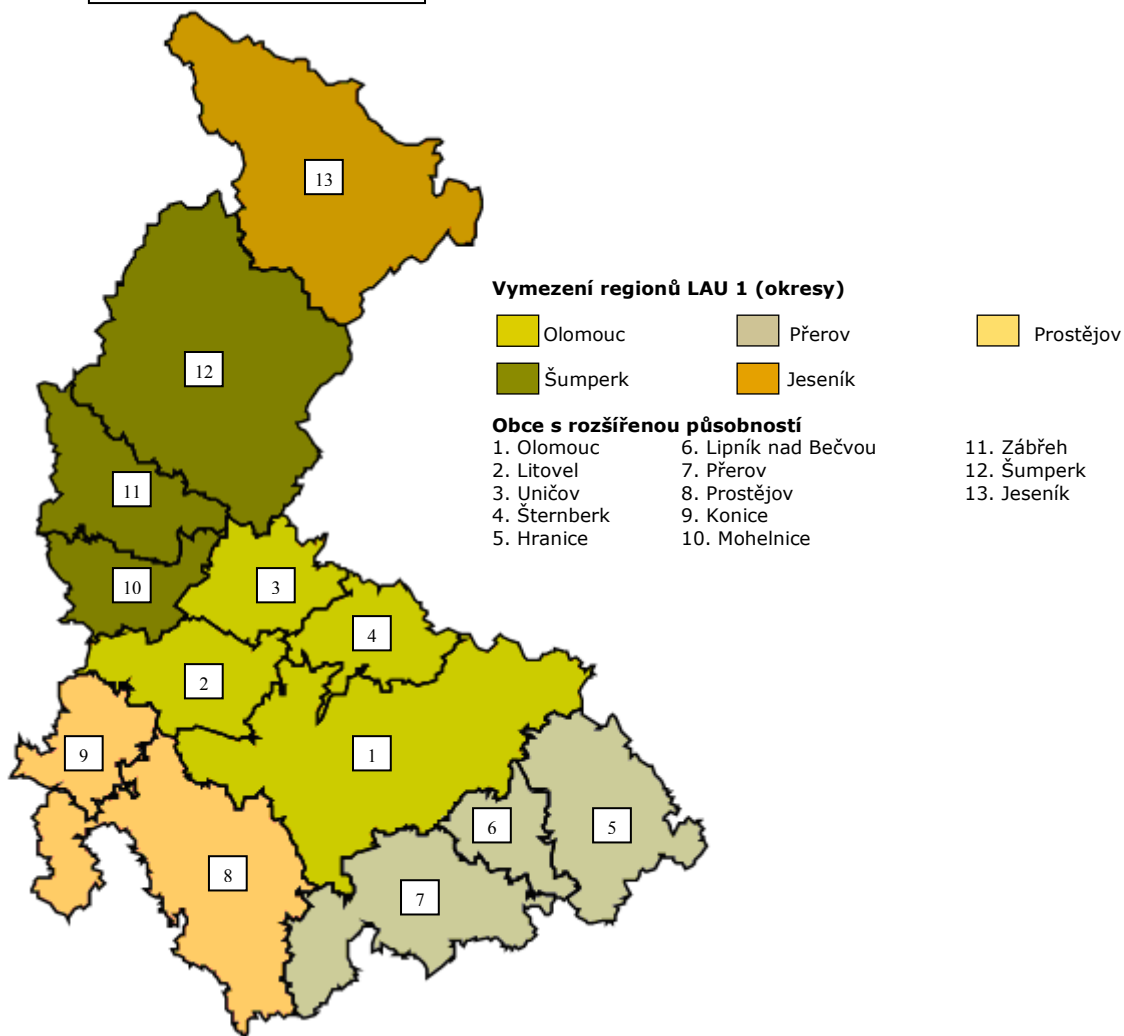 13
12
11
10
3
4
2
1
9
8
7
6
5
Vymezení regionů LAU 1 (okresy)
Olomouc Přerov Prostějov
Šumperk Jeseník
Obce s rozšířenou působností
1. Olomouc 6. Lipník nad Bečvou 11. Zábřeh
2. Litovel 7. Přerov 12. Šumperk
3. Uničov 8. Prostějov 13. Jeseník
4. Šternberk 9. Konice
5. Hranice 10. Mohelnice